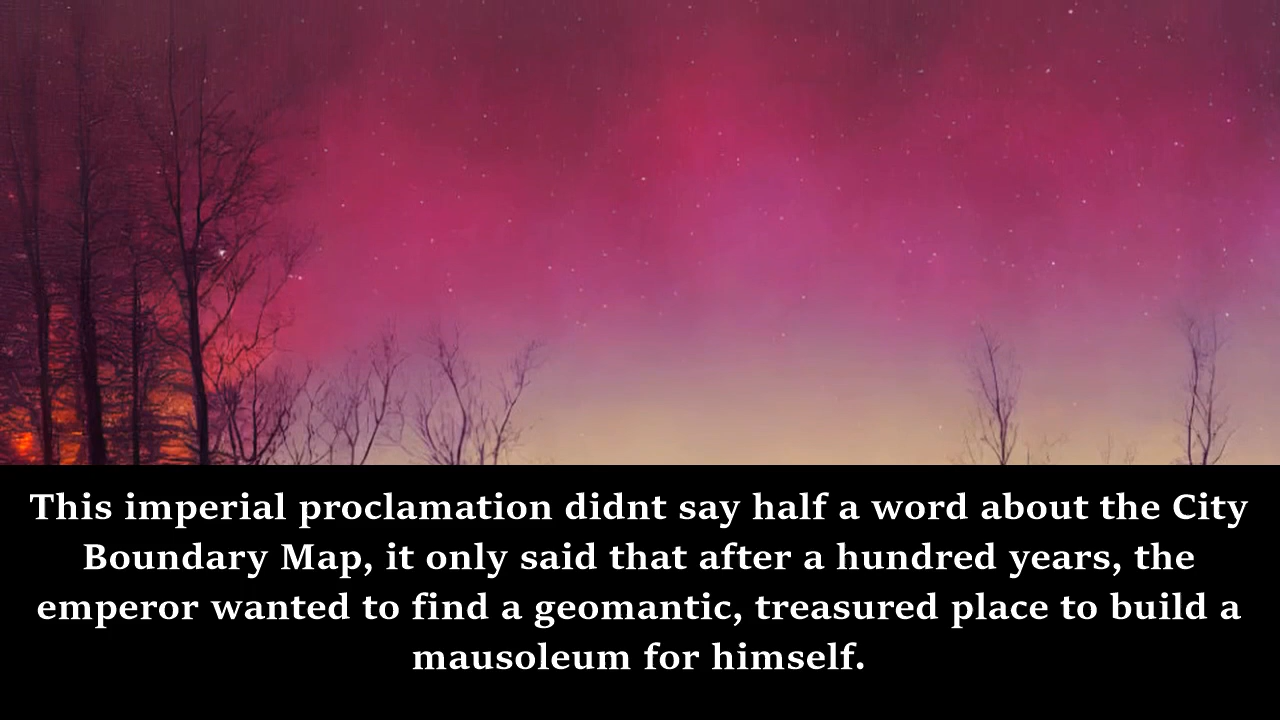 This imperial proclamation didnt say half a word about the City
Boundary Map, it only said that after a hundred years, the
emperor wanted to find a geomantic, treasured place to build a
mausoleum for himself.